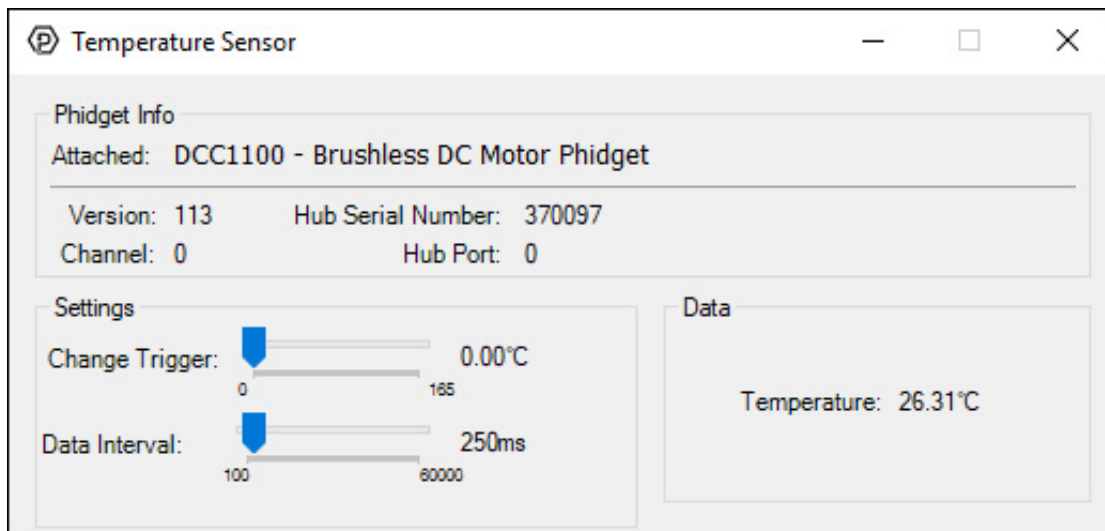 Temperature Sensor
Phidget Info
Attached: DCC1100 - Brushless DC Motor Phidget
Version: 113 Hub Serial Number: 370097
Channel: 0 Hub Port: 0
Settings
Change Trigger: 0.00°C
0 165
Data Interval: 250ms
100 60000
Data
Temperature: 26.31°C